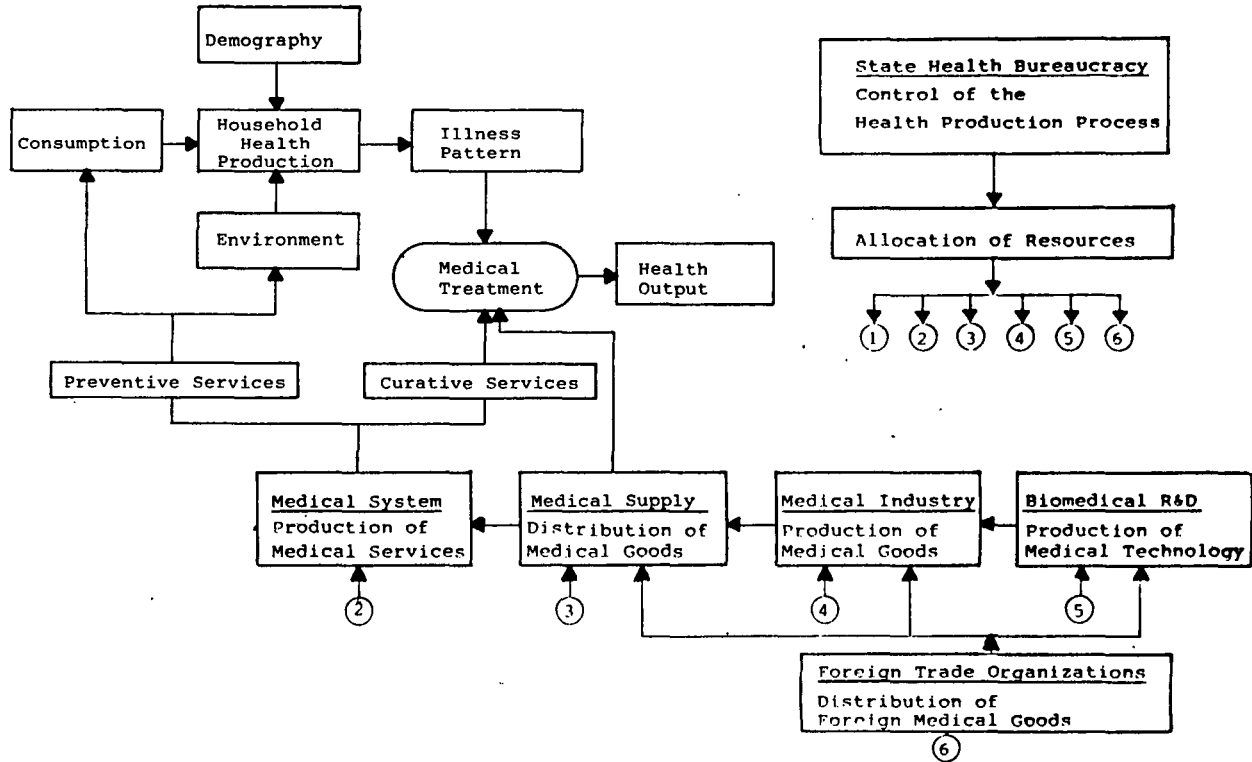 Demography
Consumption
Household
Health
Production
Illness
Pattern
Environment
Medical
Treatment
Health
Output
Preventive Services
Curative Services
State Health Bureaucracy
Control of the
Health Production Process
Allocation of Resources
1 2 3 4 5 6
Medical System
Production of
Medical Services
Medical Supply
Distribution of
Medical Goods
Medical Industry
Production of
Medical Goods
Biomedical R&D
Production of
Medical Technology
2
3
4
5
Foreign Trade Organizations
Distribution of
Foreign Medical Goods
6